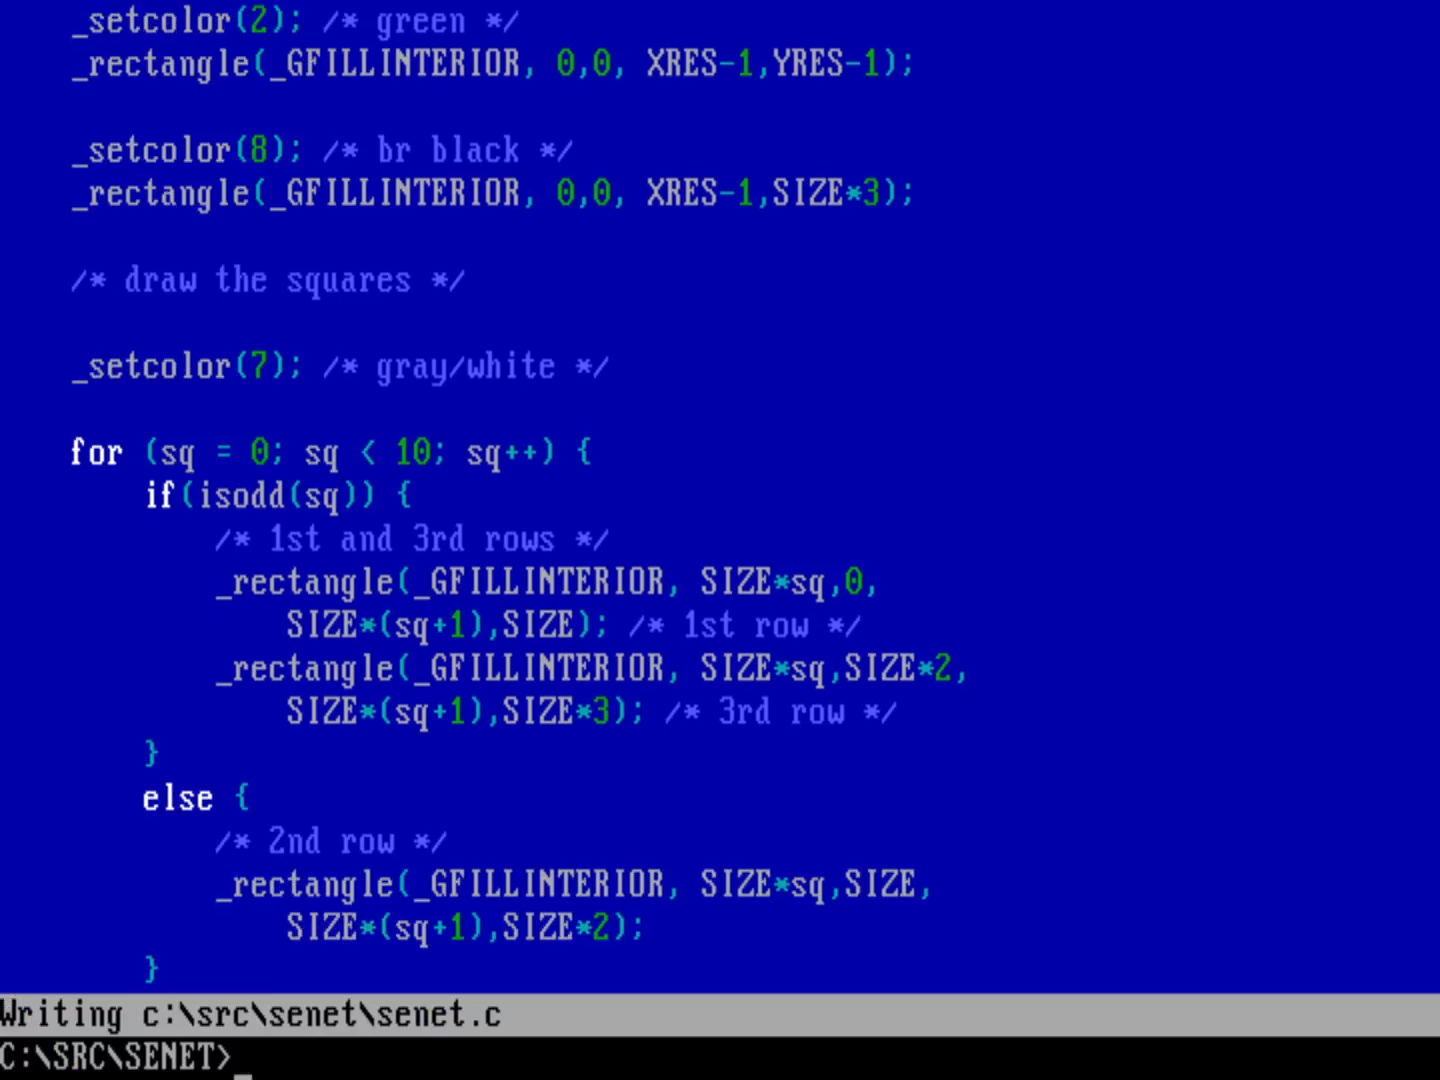 _setcolor(2); /* green */
_rectangle(_GFILLINTERIOR, 0,0, XRES-1,YRES-1);
_setcolor(8); /* br black */
_rectangle(_GFILLINTERIOR, 0,0, XRES-1,SIZE*3);
/* draw the squares */
_setcolor(7); /* gray/white */
for (sq = 0; sq < 10; sq++) {
if(isodd(sq)) {
/* 1st and 3rd rows */
_rectangle(_GFILLINTERIOR, SIZE*sq,0,
SIZE*(sq+1),SIZE); /* 1st row */
_rectangle(_GFILLINTERIOR, SIZE*sq,SIZE*2,
SIZE*(sq+1),SIZE*3); /* 3rd row */
}
else {
/* 2nd row */
_rectangle(_GFILLINTERIOR, SIZE*sq,SIZE,
SIZE*(sq+1),SIZE*2);
}
Writing c:\src\senet\senet.c
C:\SRC\SENET>_